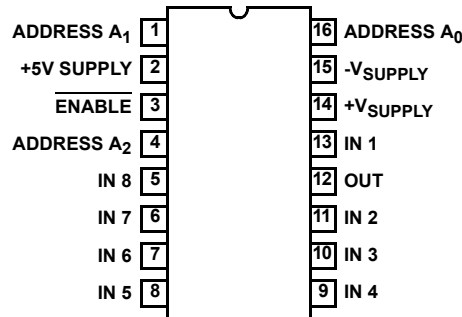 ADDRESS A1 1 16 ADDRESS A0
+5V SUPPLY 2 15 -VSUPPLY
ENABLE 3 14 +VSUPPLY
ADDRESS A2 4 13 IN 1
IN 8 5 12 OUT
IN 7 6 11 IN 2
IN 6 7 10 IN 3
IN 5 8 9 IN 4